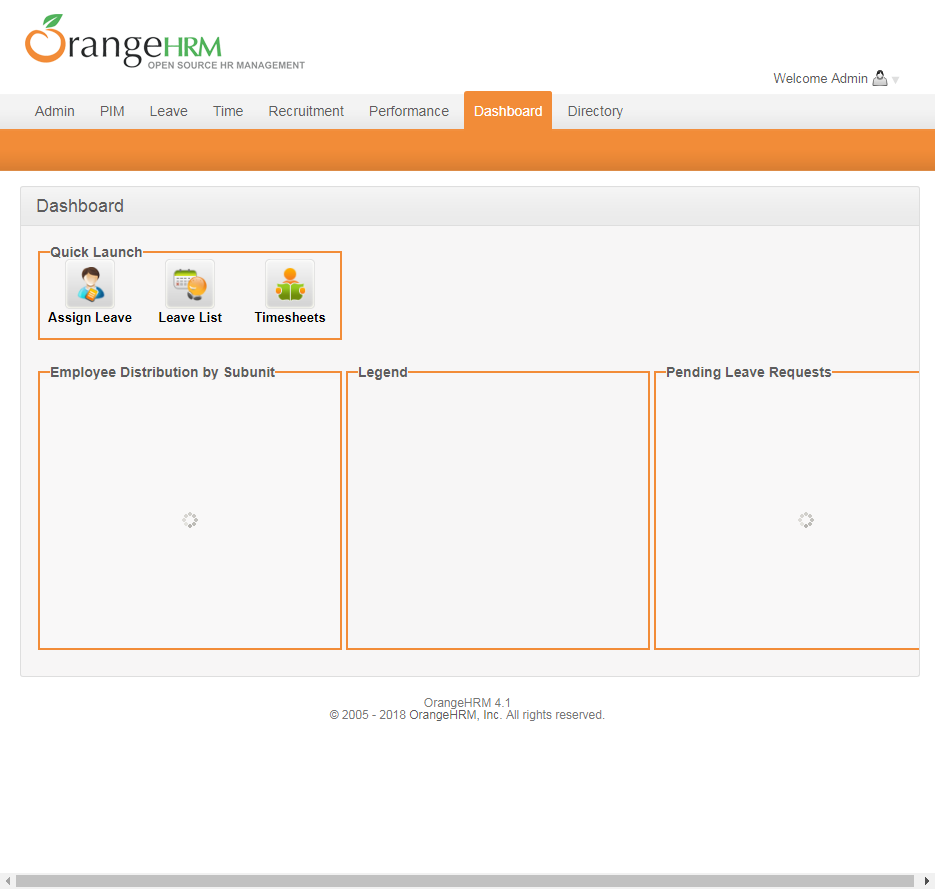 OrangeHRM
OPEN SOURCE HR MANAGEMENT
Welcome Admin
Admin PIM Leave Time Recruitment Performance Dashboard Directory
Dashboard
Quick Launch
Assign Leave Leave List Timesheets
Employee Distribution by Subunit Legend Pending Leave Requests
OrangeHRM 4.1
© 2005 - 2018 OrangeHRM, Inc. All rights reserved.